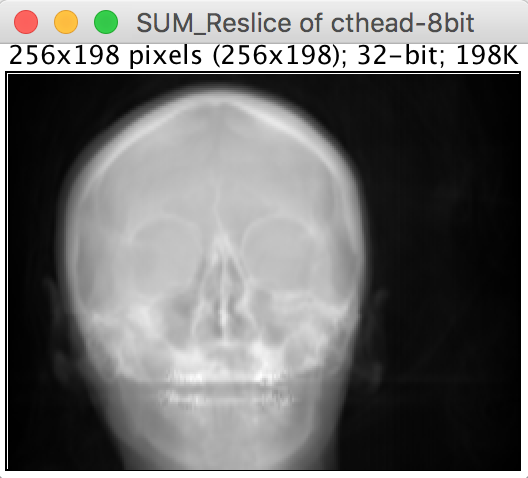 SUM_Reslice of cthead-8bit
256x198 pixels (256x198); 32-bit; 198K